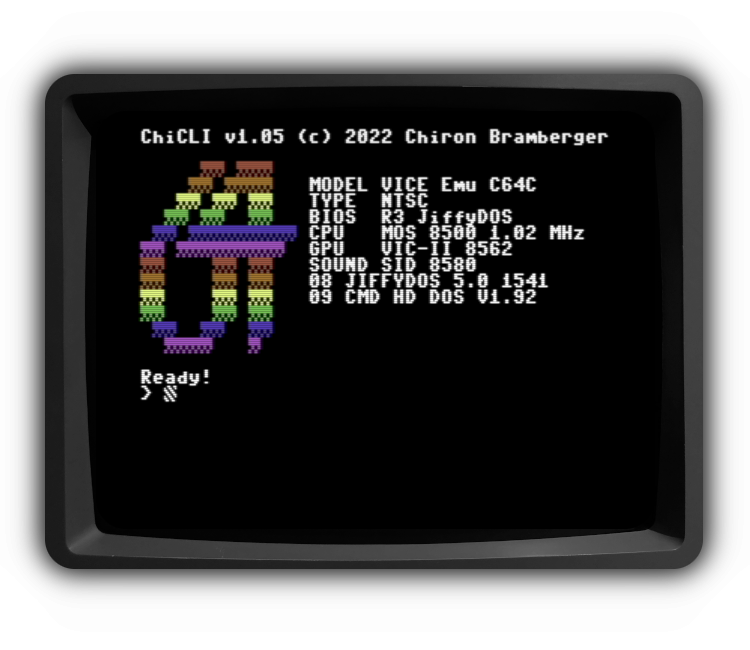 ChiCLI v1.05 (c) 2022 Chiron Bramberger
MODEL VICE Emu C64C
TYPE NTSC
BIOS R3 JiffyDOS
CPU MOS 8500 1.02 MHz
GPU VIC-II 8562
SOUND SID 8580
08 JIFFYDOS 5.0 1541
09 CMD HD DOS V1.92
Ready!
>